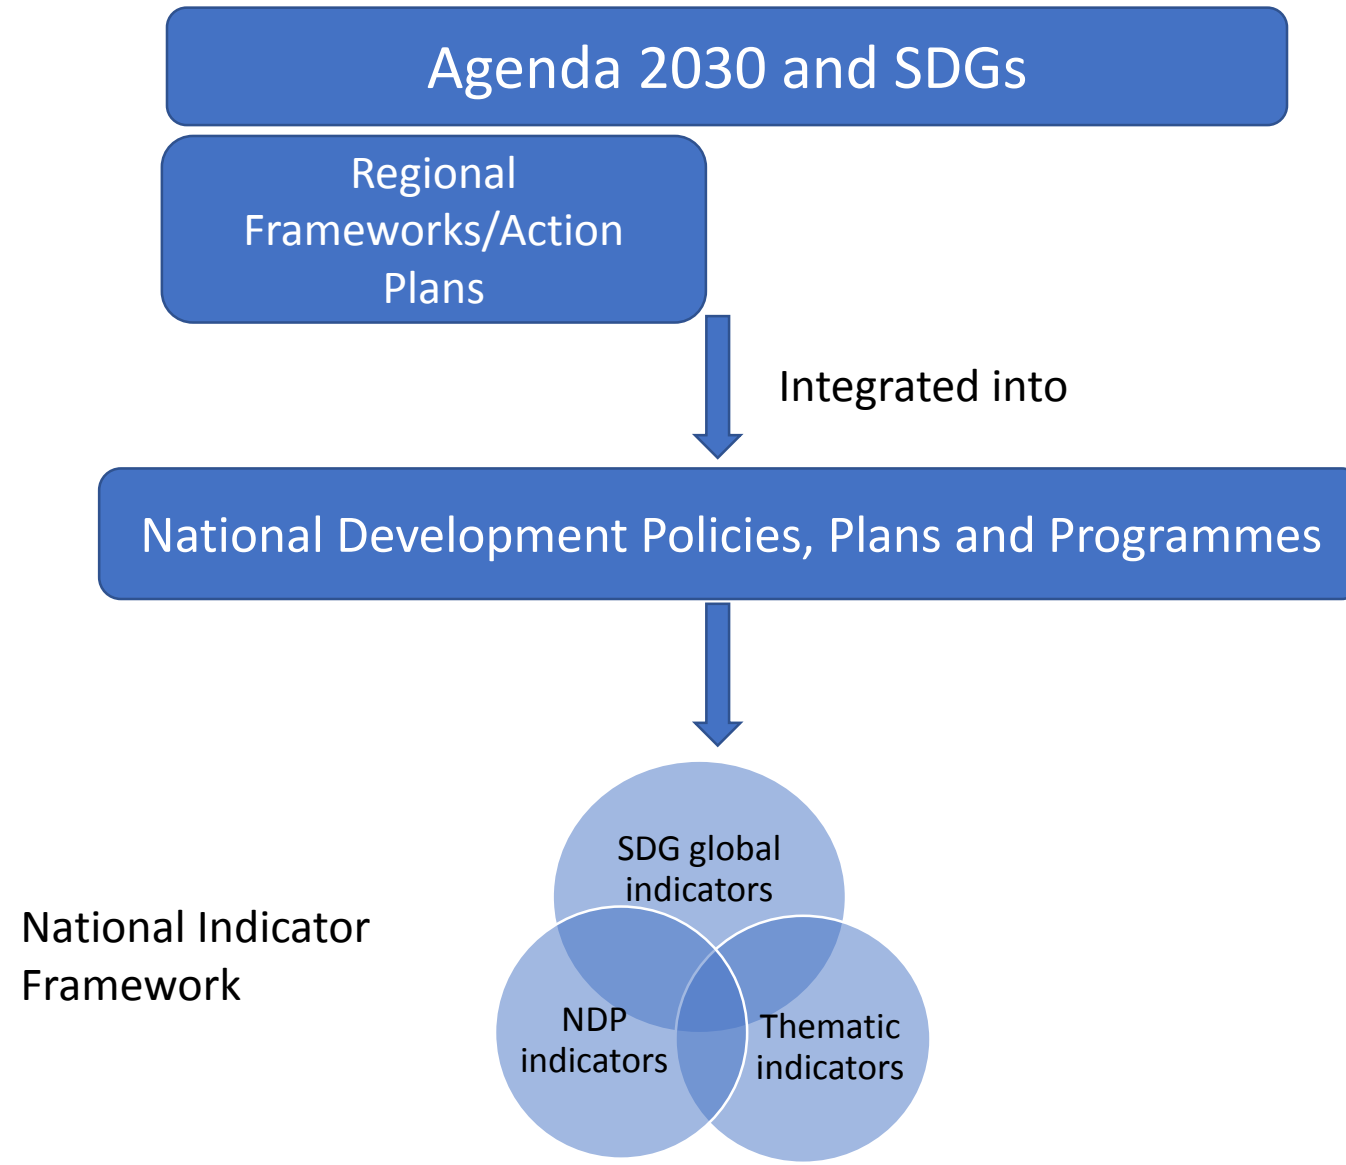 Agenda 2030 and SDGs
Regional
Frameworks/Action
Plans
Integrated into
National Development Policies, Plans and Programmes
SDG global
indicators
National Indicator
Framework
NDP
indicators
Thematic
indicators